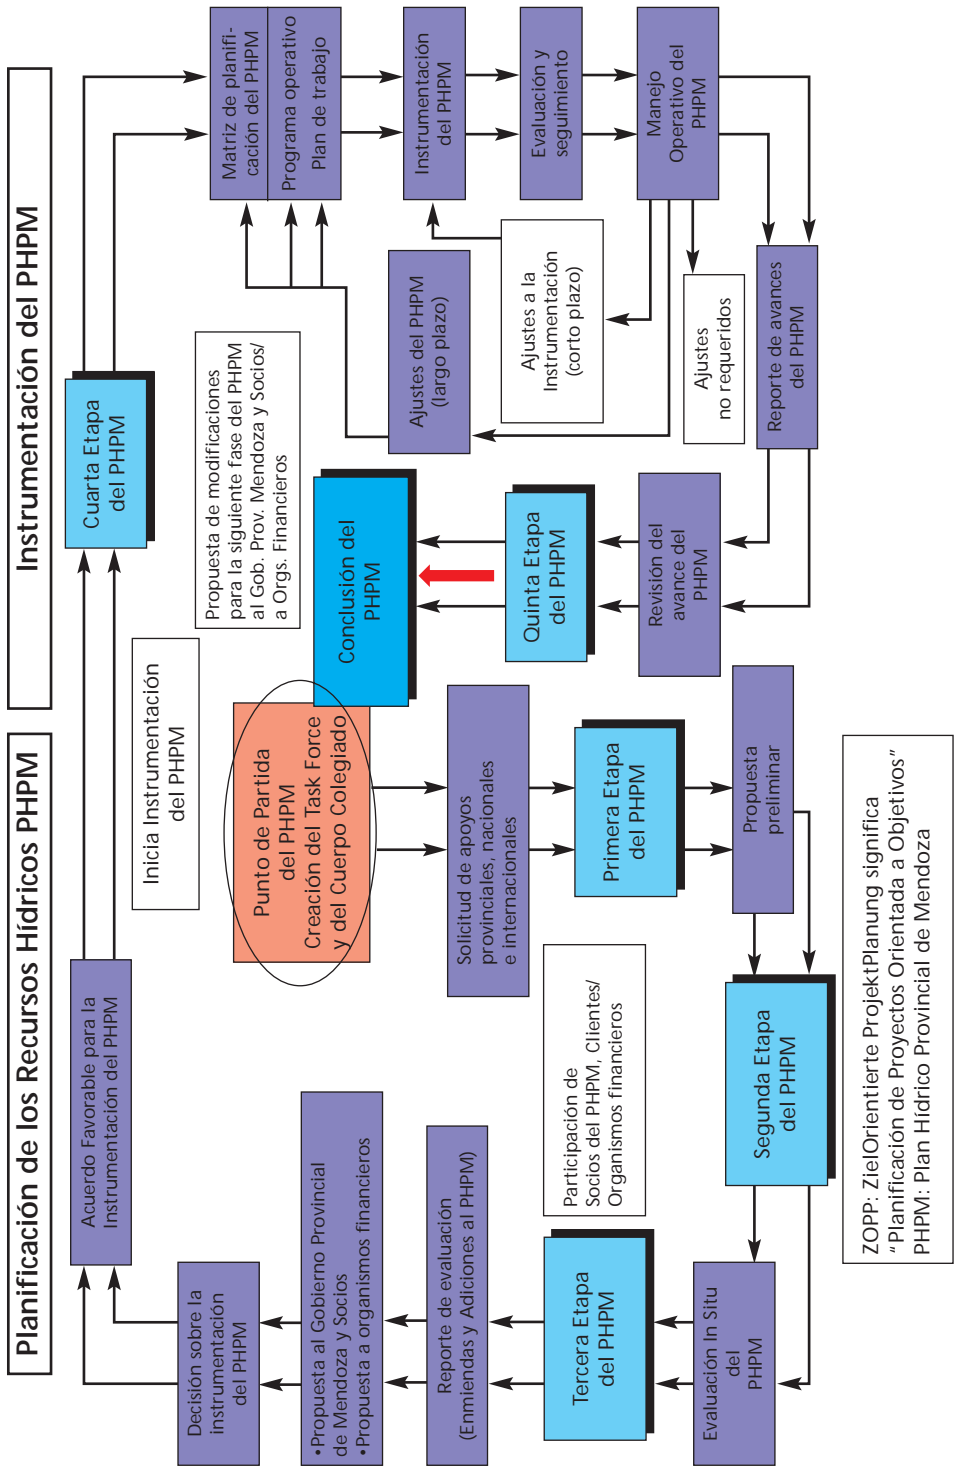 Planificación de los Recursos Hídricos PHPM
Instrumentación del PHPM
Acuerdo Favorable para la
Instrumentación del PHPM
Cuarta Etapa
del PHPM
Inicia Instrumentación
del PHPM
Decisión sobre la
instrumentación
del PHPM
•Propuesta al Gobierno Provincial
de Mendoza y Socios
•Propuesta a organismos financieros
Reporte de evaluación
(Enmiendas y Adiciones al PHPM)
Tercera Etapa
del PHPM
Evaluación In Situ
del
PHPM
Participación de
Socios del PHPM, Clientes/
Organismos financieros
Segunda Etapa
del PHPM
Punto de Partida
del PHPM
Creación del Task Force
y del Cuerpo Colegiado
Solicitud de apoyos
provinciales, nacionales
e internacionales
Primera Etapa
del PHPM
Propuesta
preliminar
Propuesta de modificaciones
para la siguiente fase del PHPM
al Gob. Prov. Mendoza y Socios/
a Orgs. Financieros
Conclusión del
PHPM
Quinta Etapa
del PHPM
Revisión del
avance del
PHPM
Matriz de planifi-
cación del PHPM
Programa operativo
Plan de trabajo
Instrumentación
del PHPM
Evaluación y
seguimiento
Manejo
Operativo del
PHPM
Ajustes del PHPM
(largo plazo)
Ajustes a la
Instrumentación
(corto plazo)
Ajustes
no requeridos
Reporte de avances
del PHPM
ZOPP: ZielOrientierte ProjektPlanung significa
“Planificación de Proyectos Orientada a Objetivos”
PHPM: Plan Hídrico Provincial de Mendoza